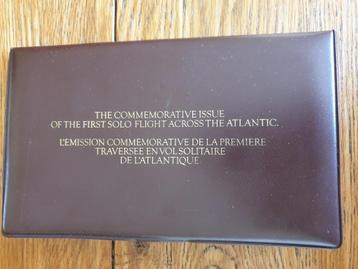 THE COMMEMORATIVE ISSUE
OF THE FIRST SOLO FLIGHT ACROSS THE ATLANTIC.
L'EMISSION COMMEMORATIVE DE LA PREMIERE
TRAVERSEE EN VOL SOLITAIRE
DE L'ATLANTIQUE.